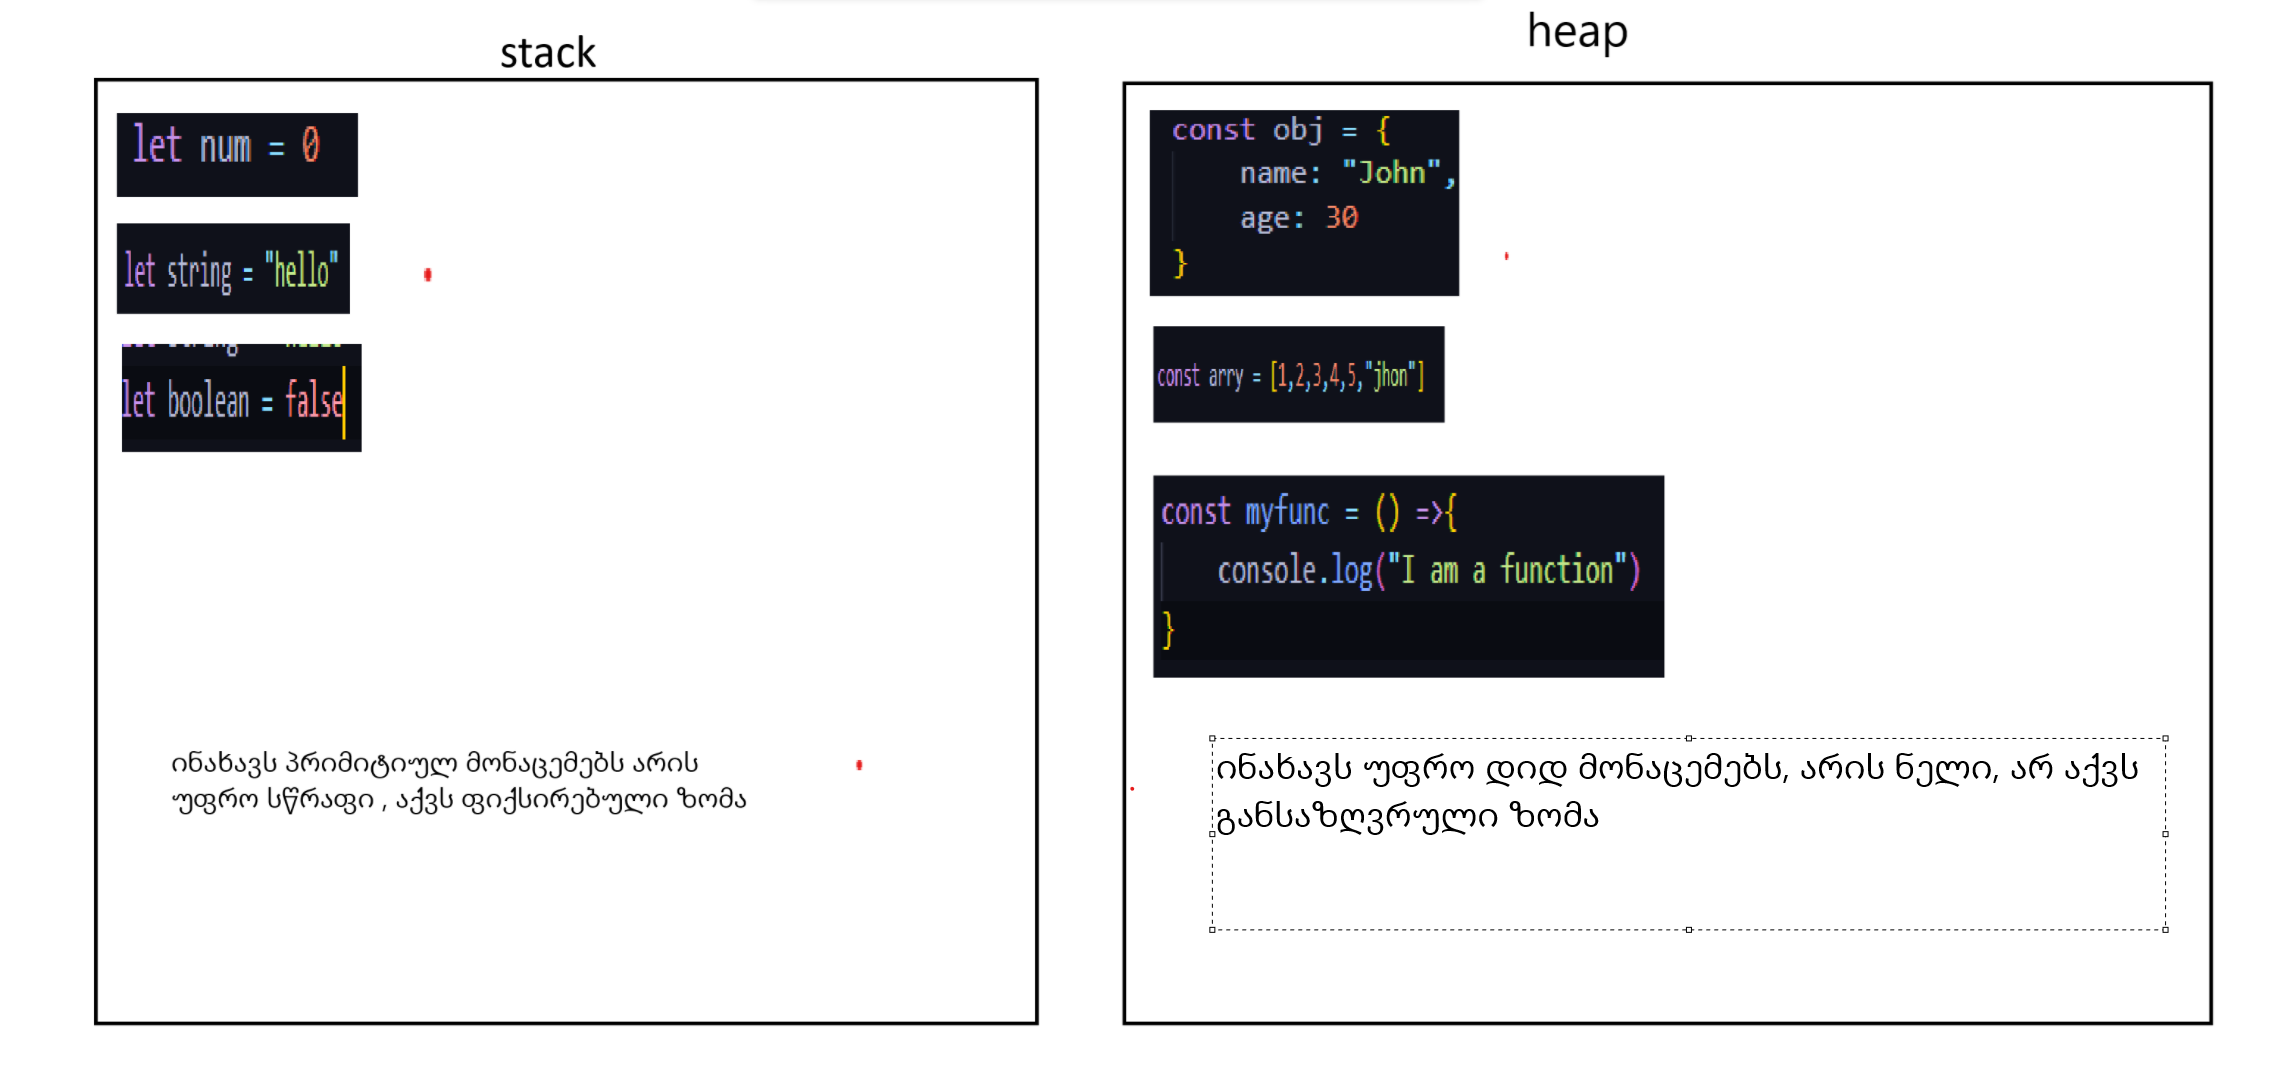 stack
let num = 0
let string = "hello"
let boolean = false
ინახავს პრიმიტიულ მონაცემებს არის
უფრო სწრაფი , აქვს ფიქსირებული ზომა
heap
const obj = {
name: "John",
age: 30
}
const arry = [1,2,3,4,5,"jhon"]
const myfunc = () =>{
console.log("I am a function")
}
ინახავს უფრო დიდ მონაცემებს, არის ნელი, არ აქვს
განსაზღვრული ზომა